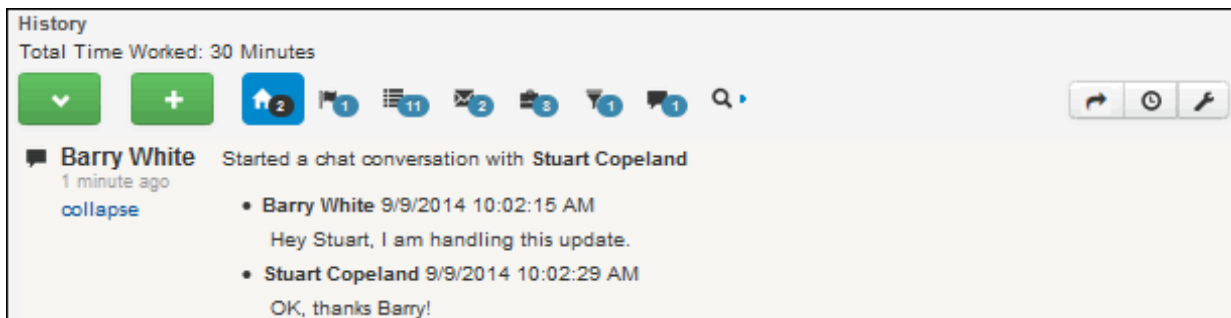 History
Total Time Worked: 30 Minutes
2 1 11 2 8 1 1
Barry White Started a chat conversation with Stuart Copeland
1 minute ago
collapse
• Barry White 9/9/2014 10:02:15 AM
Hey Stuart, I am handling this update.
• Stuart Copeland 9/9/2014 10:02:29 AM
OK, thanks Barry!